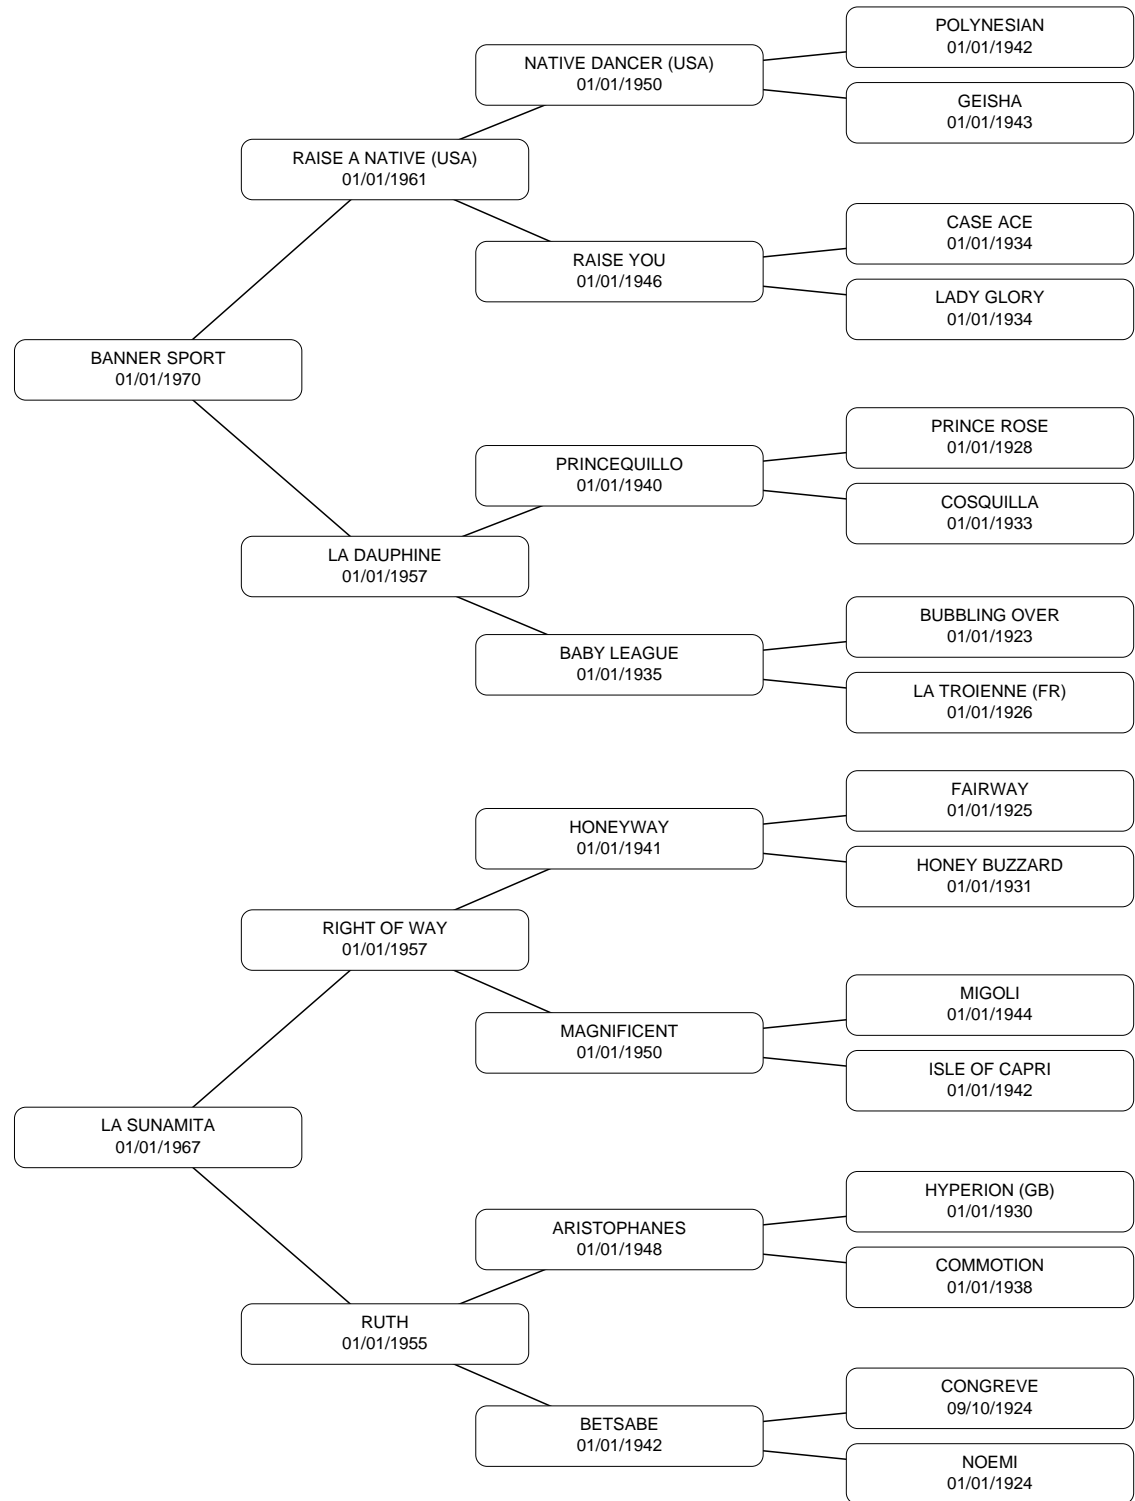 POLYNESIAN
01/01/1942
NATIVE DANCER (USA)
01/01/1950
GEISHA
01/01/1943
RAISE A NATIVE (USA)
01/01/1961
CASE ACE
01/01/1934
RAISE YOU
01/01/1946
LADY GLORY
01/01/1934
BANNER SPORT
01/01/1970
PRINCE ROSE
01/01/1928
PRINCEQUILLO
01/01/1940
COSQUILLA
01/01/1933
LA DAUPHINE
01/01/1957
BUBBLING OVER
01/01/1923
BABY LEAGUE
01/01/1935
LA TROIENNE (FR)
01/01/1926
FAIRWAY
01/01/1925
HONEYWAY
01/01/1941
HONEY BUZZARD
01/01/1931
RIGHT OF WAY
01/01/1957
MIGOLI
01/01/1944
MAGNIFICENT
01/01/1950
ISLE OF CAPRI
01/01/1942
LA SUNAMITA
01/01/1967
HYPERION (GB)
01/01/1930
ARISTOPHANES
01/01/1948
COMMOTION
01/01/1938
RUTH
01/01/1955
CONGREVE
09/10/1924
BETSABE
01/01/1942
NOEMI
01/01/1924